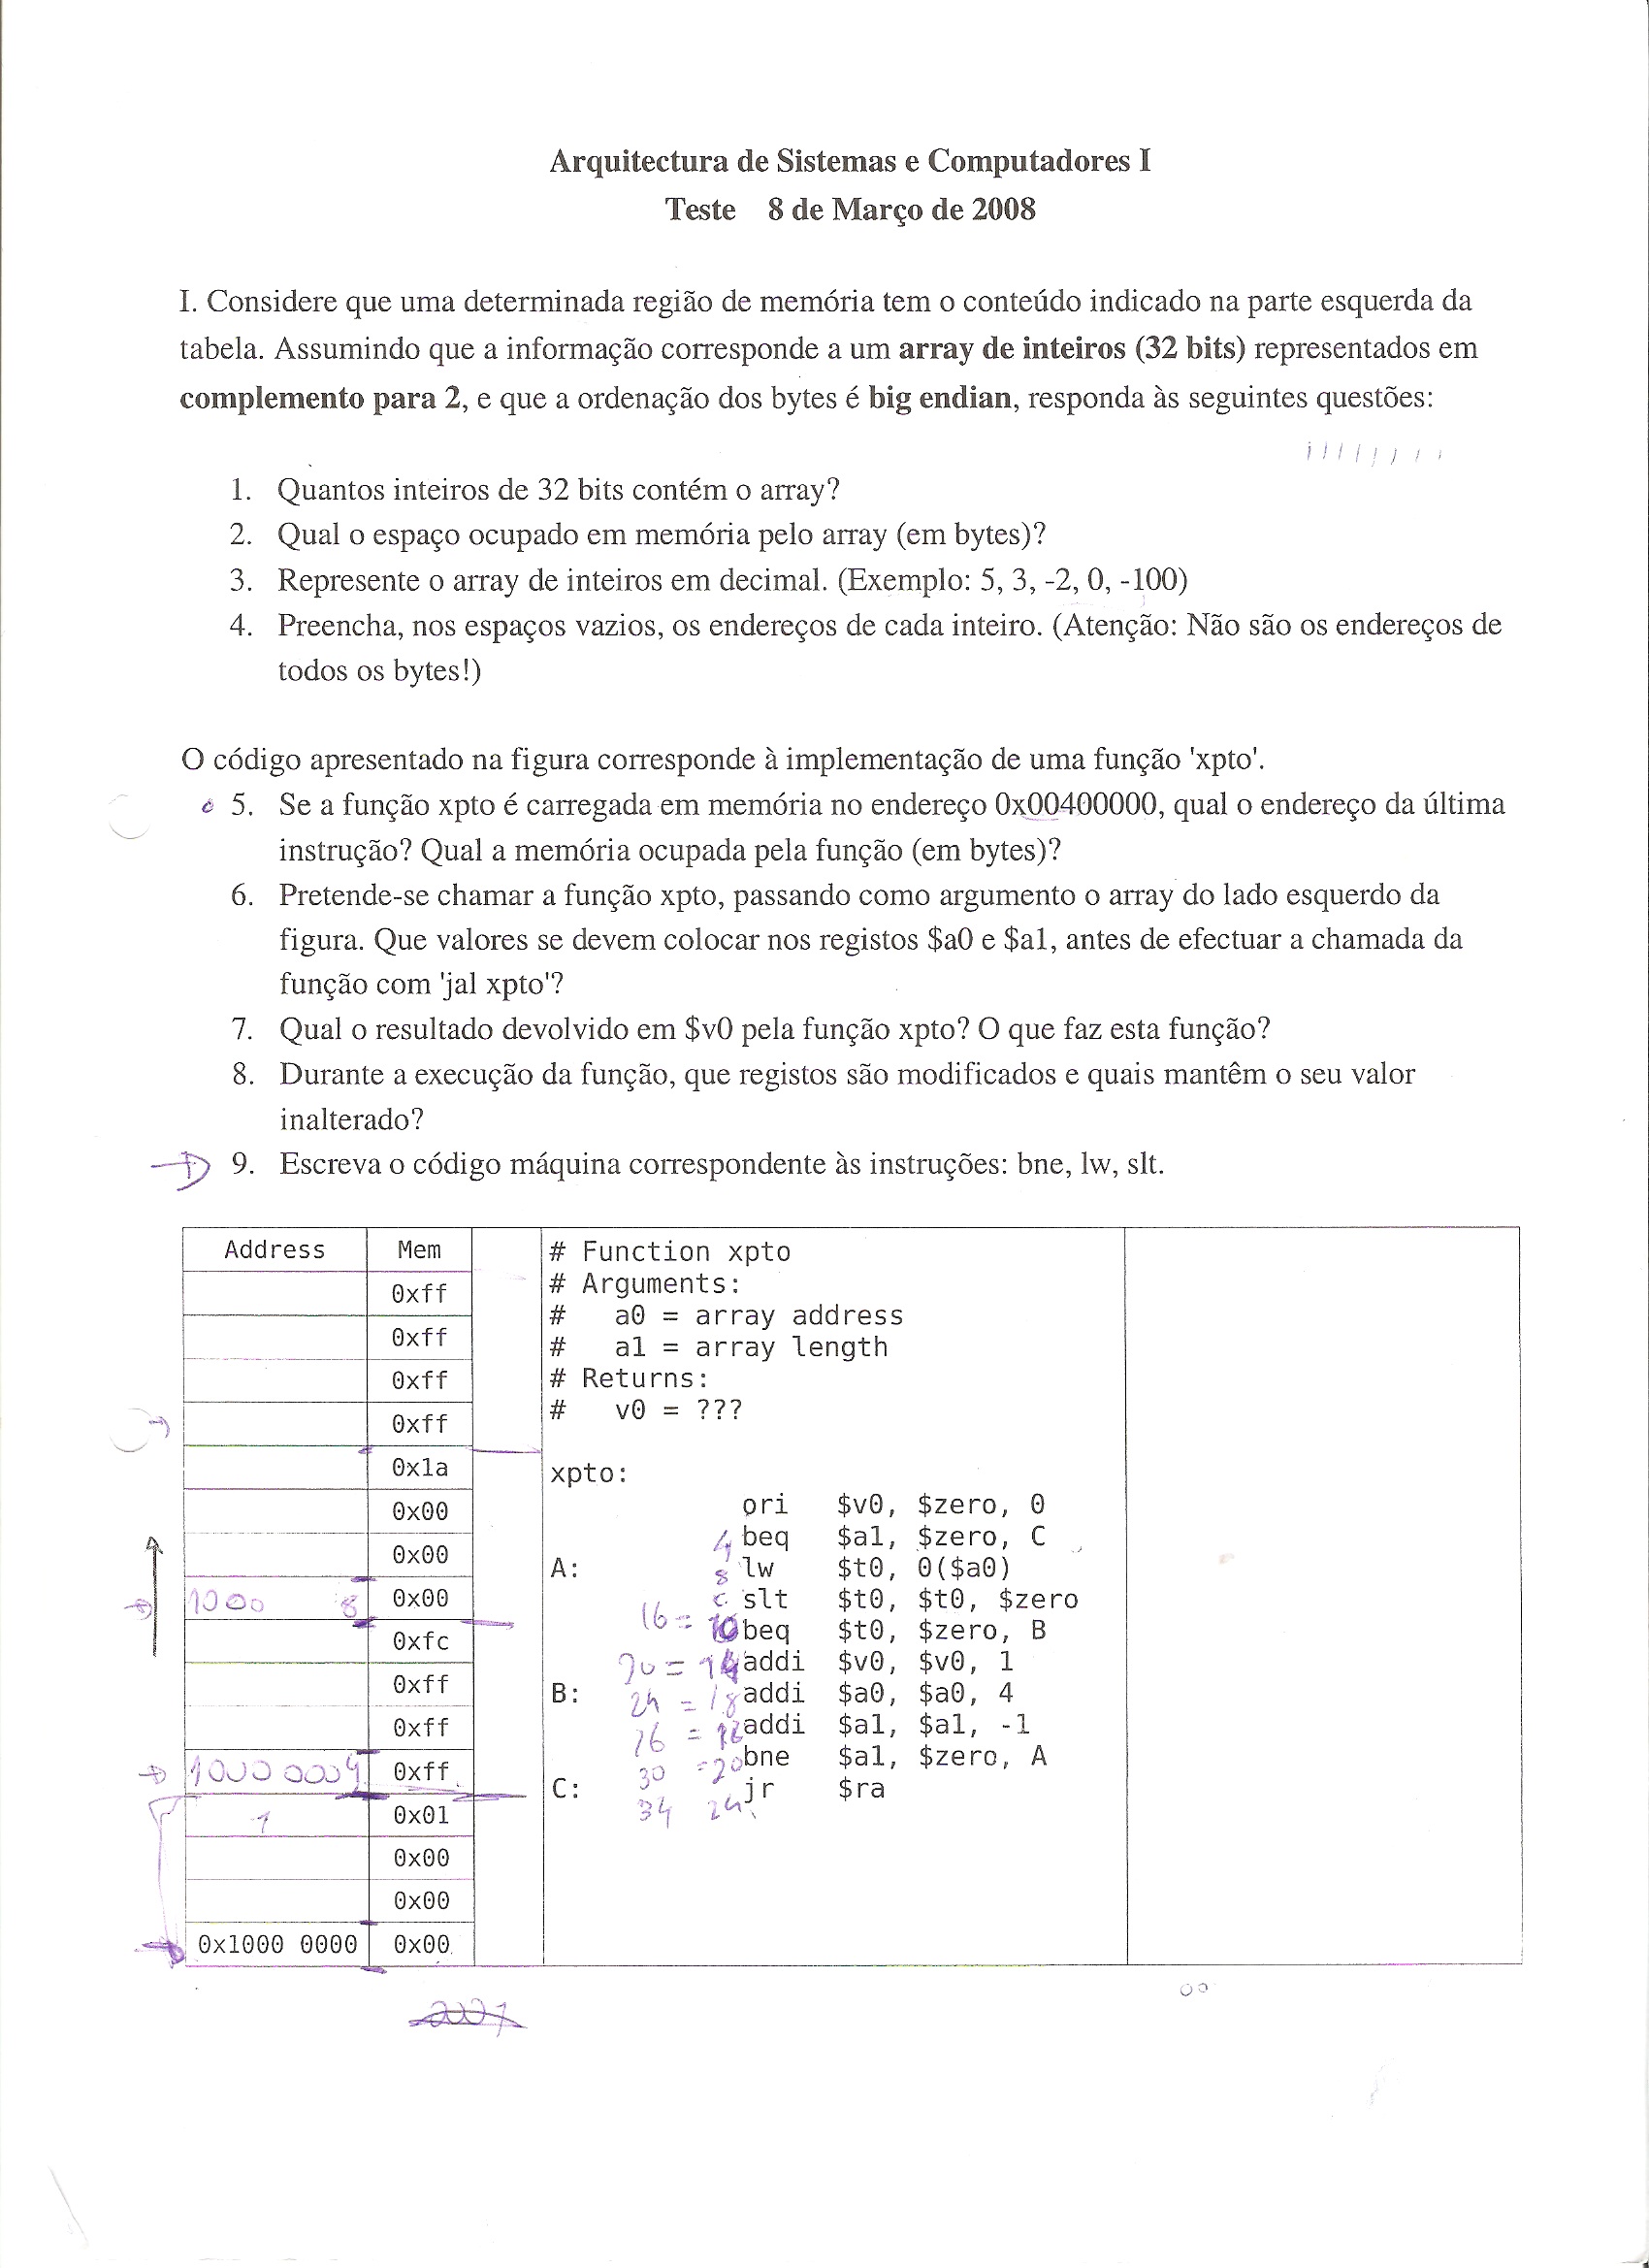 Arquitectura de Sistemas e Computadores I
Teste 8 de Março de 2008
I. Considere que uma determinada região de memória tem o conteúdo indicado na parte esquerda da
tabela. Assumindo que a informação corresponde a um array de inteiros (32 bits) representados em
complemento para 2, e que a ordenação dos bytes é big endian, responda às seguintes questões:
1. Quantos inteiros de 32 bits contém o array?
2. Qual o espaço ocupado em memória pelo array (em bytes)?
3. Represente o array de inteiros em decimal. (Exemplo: 5, 3, -2, 0, -100)
4. Preencha, nos espaços vazios, os endereços de cada inteiro. (Atenção: Não são os endereços de
todos os bytes!)
O código apresentado na figura corresponde à implementação de uma função 'xpto'.
5. Se a função xpto é carregada em memória no endereço 0x00400000, qual o endereço da última
instrução? Qual a memória ocupada pela função (em bytes)?
6. Pretende-se chamar a função xpto, passando como argumento o array do lado esquerdo da
figura. Que valores se devem colocar nos registos $a0 e $a1, antes de efectuar a chamada da
função com 'jal xpto'?
7. Qual o resultado devolvido em $v0 pela função xpto? O que faz esta função?
8. Durante a execução da função, que registos são modificados e quais mantêm o seu valor
inalterado?
9. Escreva o código máquina correspondente às instruções: bne, lw, slt.
Address Mem
0xff
0xff
0xff
0xff
0x1a
0x00
0x00
1000 8 0x00
0xfc
0xff
0xff
1000 0004 0xff
1 0x01
0x00
0x00
0x1000 0000 0x00
# Function xpto
# Arguments:
# a0 = array address
# a1 = array length
# Returns:
# v0 = ???
xpto:
ori $v0, $zero, 0
4 beq $a1, $zero, C
A: 8 lw $t0, 0($a0)
c slt $t0, $t0, $zero
16 = 10 beq $t0, $zero, B
20 = 14 addi $v0, $v0, 1
B: 24 = 18 addi $a0, $a0, 4
26 = addi $a1, $a1, -1
30 = 20 bne $a1, $zero, A
C: 34 24 jr $ra